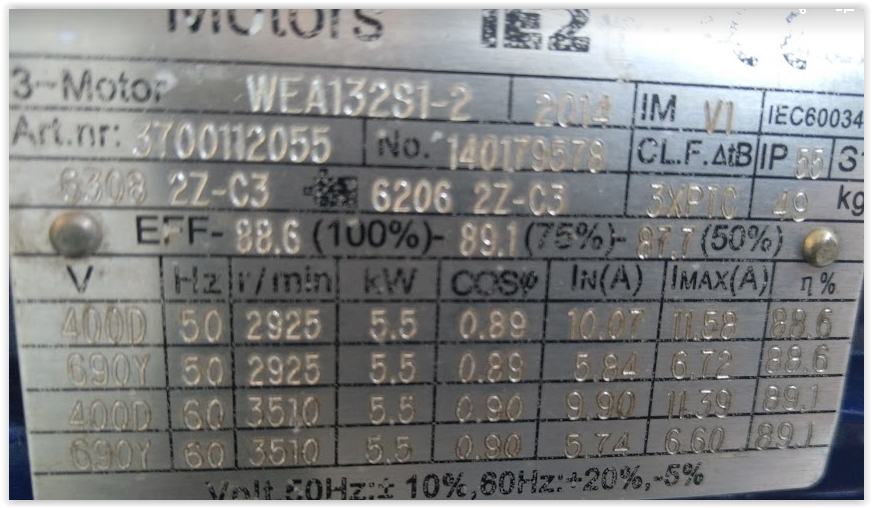 Motors IE2
3~Motor WEA132S1-2 2014 IM V1 IEC60034
Art.nr: 3700112055 No. 140179579 CL.F.ΔtB IP 55 S1
6308 2Z-C3 6206 2Z-C3 3XPTC 49 kg
EFF- 88.6 (100%)- 89.1 (75%)- 87.7 (50%)
V Hz r/min kW COSφ IN(A) IMAX(A) η%
400D 50 2925 5.5 0.89 10.07 11.58 88.6
690Y 50 2925 5.5 0.89 5.84 6.72 88.6
400D 60 3510 5.5 0.90 9.90 11.39 89.1
690Y 60 3510 5.5 0.90 5.74 6.60 89.1
Volt,50Hz:± 10%,60Hz:+20%,-5%